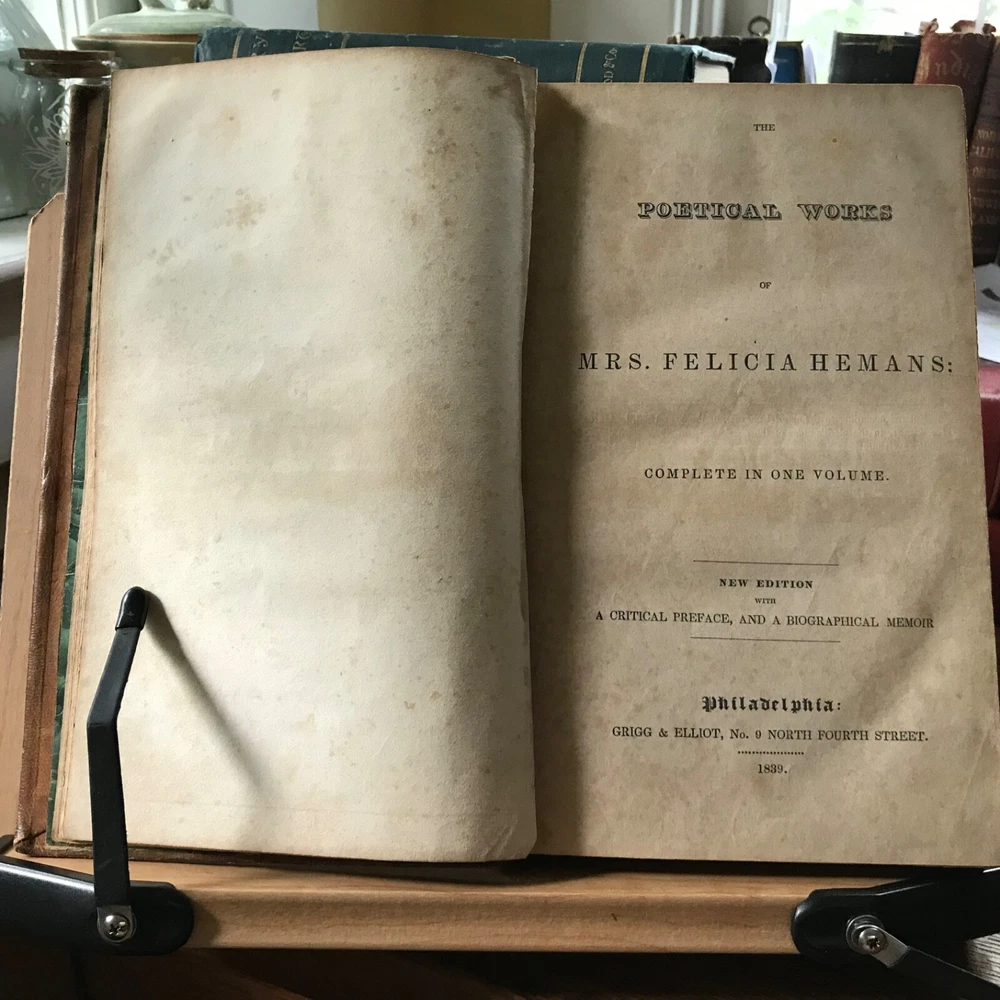 THE
POETICAL WORKS
OF
MRS. FELICIA HEMANS:
COMPLETE IN ONE VOLUME.
NEW EDITION
WITH
A CRITICAL PREFACE, AND A BIOGRAPHICAL MEMOIR
Philadelphia:
GRIGG & ELLIOT, No. 9 NORTH FOURTH STREET.
1839.